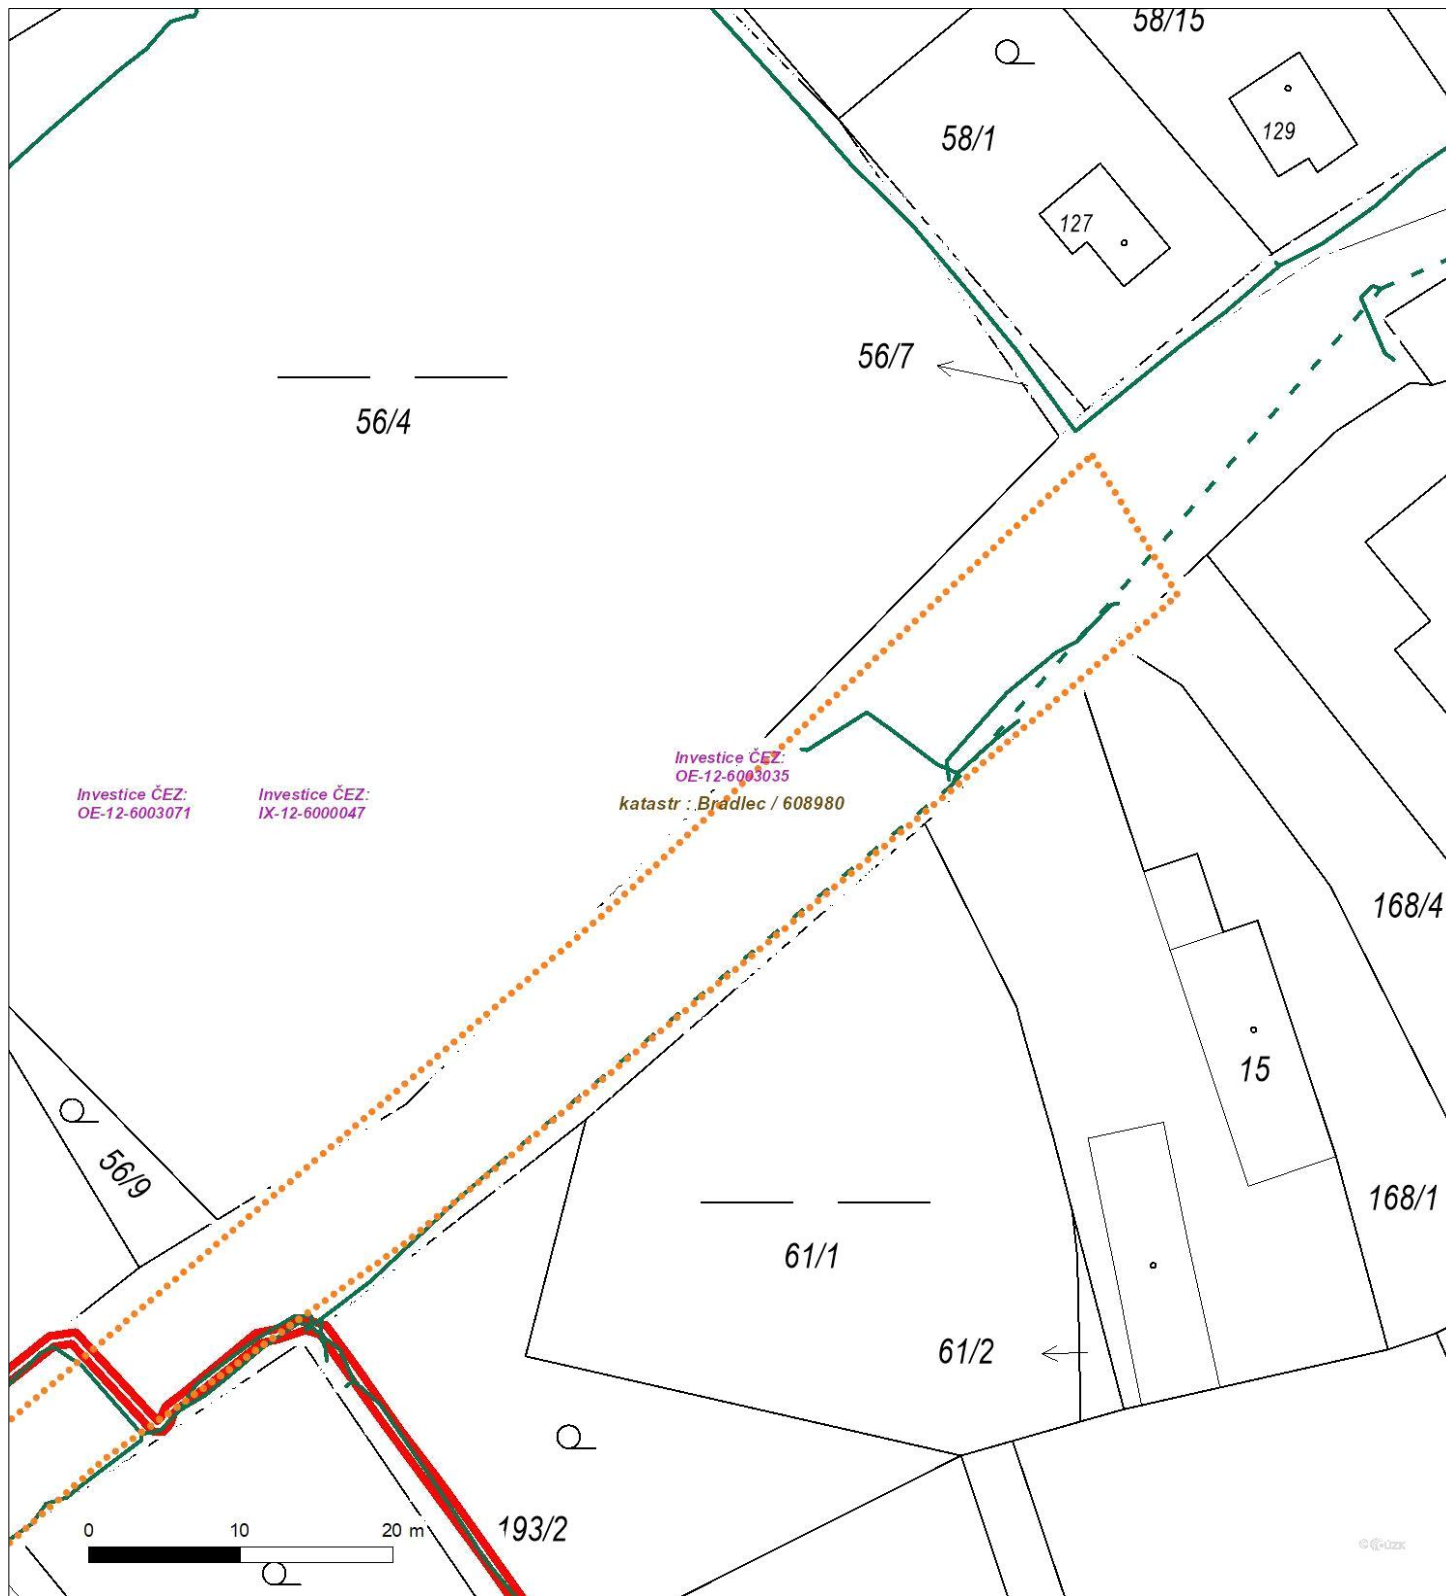 58/15
129
58/1
127
56/7
56/4
Investice ČEZ:
OE-12-6003035
katastr : Bradlec / 608980
Investice ČEZ:
OE-12-6003071
Investice ČEZ:
IX-12-6000047
168/4
15
56/9
168/1
61/1
61/2
193/2
0 10 20 m